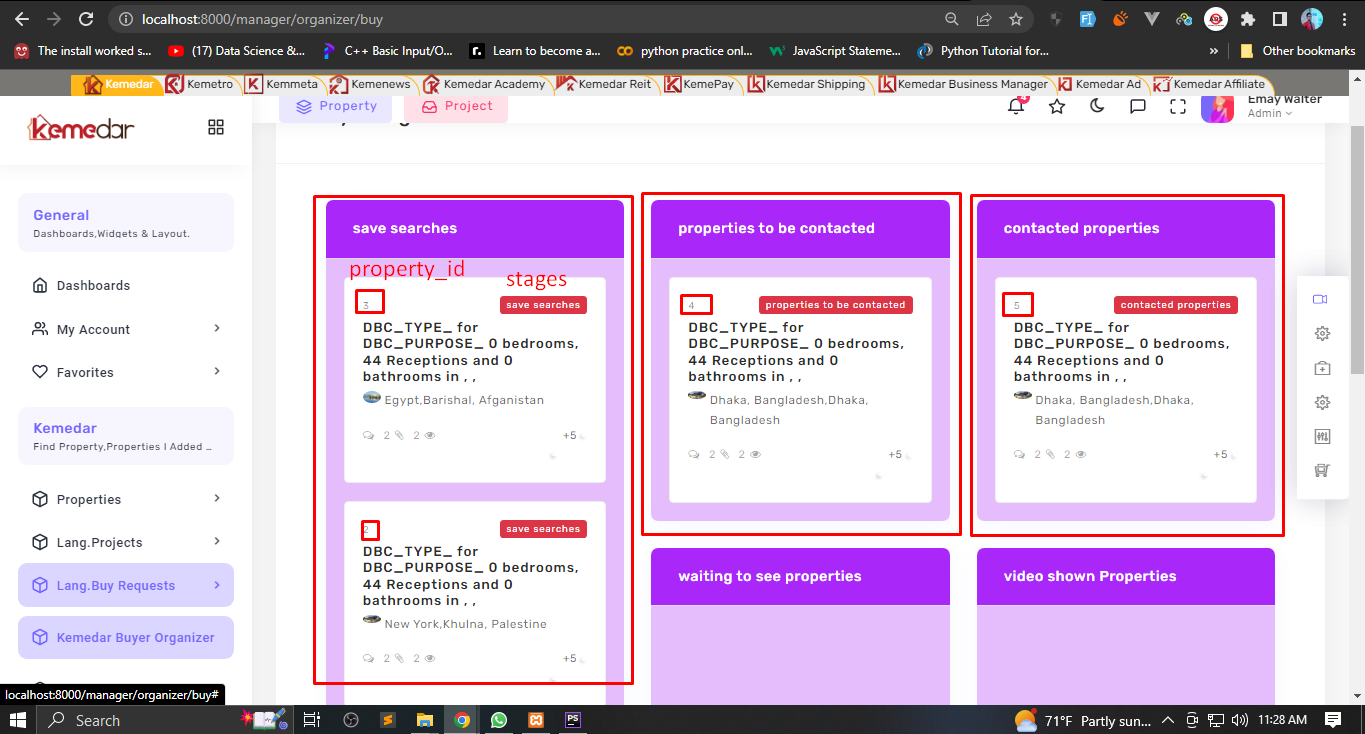 localhost:8000/manager/organizer/buy
The install worked s...
(17) Data Science &...
C++ Basic Input/O...
Learn to become a...
python practice onl...
JavaScript Stateme...
Python Tutorial for...
»
Other bookmarks
Kemedar
Kemetro
Kemmeta
Kemenews
Kemedar Academy
Kemedar Reit
KemePay
Kemedar Shipping
Kemedar Business Manager
Kemedar Ad
Kemedar Affiliate
kemedar
Property
Project
Emay Walter
Admin
General
Dashboards,Widgets & Layout.
Dashboards
My Account
Favorites
Kemedar
Find Property,Properties I Added ...
Properties
Lang.Projects
Lang.Buy Requests
Kemedar Buyer Organizer
save searches
property_id
stages
3
save searches
DBC_TYPE_ for
DBC_PURPOSE_ 0 bedrooms,
44 Receptions and 0
bathrooms in , ,
Egypt,Barishal, Afganistan
2 2
+5
2
save searches
DBC_TYPE_ for
DBC_PURPOSE_ 0 bedrooms,
44 Receptions and 0
bathrooms in , ,
New York,Khulna, Palestine
2 2
+5
properties to be contacted
4
properties to be contacted
DBC_TYPE_ for
DBC_PURPOSE_ 0 bedrooms,
44 Receptions and 0
bathrooms in , ,
Dhaka, Bangladesh,Dhaka,
Bangladesh
2 2
+5
contacted properties
5
contacted properties
DBC_TYPE_ for
DBC_PURPOSE_ 0 bedrooms,
44 Receptions and 0
bathrooms in , ,
Dhaka, Bangladesh,Dhaka,
Bangladesh
2 2
+5
waiting to see properties
video shown Properties
localhost:8000/manager/organizer/buy#
Search
PS
71°F Partly sun...
11:28 AM